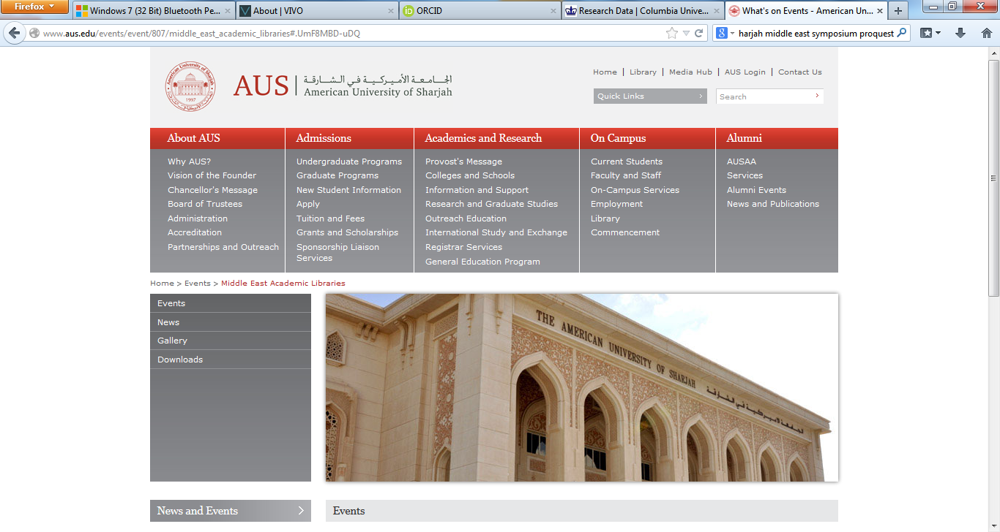 Firefox
Windows 7 (32 Bit) Bluetooth Pe...
About | VIVO
ORCID
Research Data | Columbia Unive...
What's on Events - American Un...
www.aus.edu/events/event/807/middle_east_academic_libraries#.UmF8MBD-uDQ
harjah middle east symposium proquest
AUS
الجامعة الأميركية في الشارقة
American University of Sharjah
1997
Home | Library | Media Hub | AUS Login | Contact Us
Quick Links
Search
About AUS
Why AUS?
Vision of the Founder
Chancellor's Message
Board of Trustees
Administration
Accreditation
Partnerships and Outreach
Admissions
Undergraduate Programs
Graduate Programs
New Student Information
Apply
Tuition and Fees
Grants and Scholarships
Sponsorship Liaison
Services
Academics and Research
Provost's Message
Colleges and Schools
Information and Support
Research and Graduate Studies
Outreach Education
International Study and Exchange
Registrar Services
General Education Program
On Campus
Current Students
Faculty and Staff
On-Campus Services
Employment
Library
Commencement
Alumni
AUSAA
Services
Alumni Events
News and Publications
Home > Events > Middle East Academic Libraries
Events
News
Gallery
Downloads
THE AMERICAN UNIVERSITY OF SHARJAH
الجامعة الأميركية في الشارقة
News and Events
Events